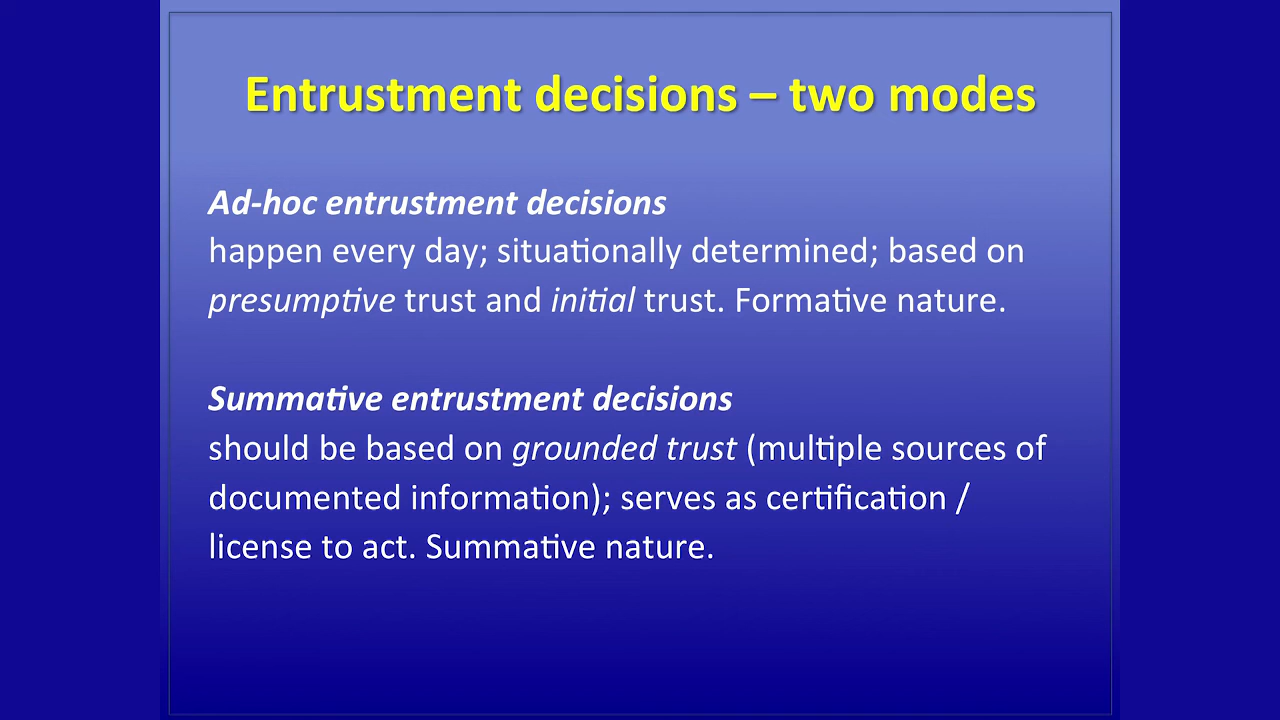 Entrustment decisions – two modes
Ad-hoc entrustment decisions
happen every day; situationally determined; based on
presumptive trust and initial trust. Formative nature.
Summative entrustment decisions
should be based on grounded trust (multiple sources of
documented information); serves as certification /
license to act. Summative nature.